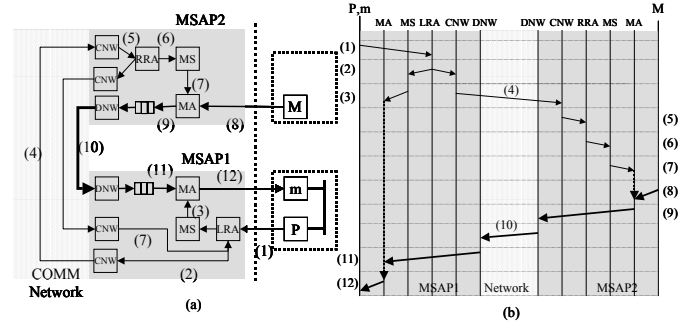 MSAP2
(5)
(6)
CNW
RRA
MS
CNW
(7)
DNW
MA
M
(9)
(8)
(4)
(10)
MSAP1
(11)
(12)
DNW
MA
m
(3)
CNW
MS
LRA
P
(7)
(1)
CNW
(2)
COMM
Network
(a)
P,m
M
MA MS LRA CNW DNW DNW CNW RRA MS MA
(1)
(2)
(3)
(4)
(5)
(6)
(7)
(8)
(9)
(10)
(11)
(12)
MSAP1 Network MSAP2
(b)